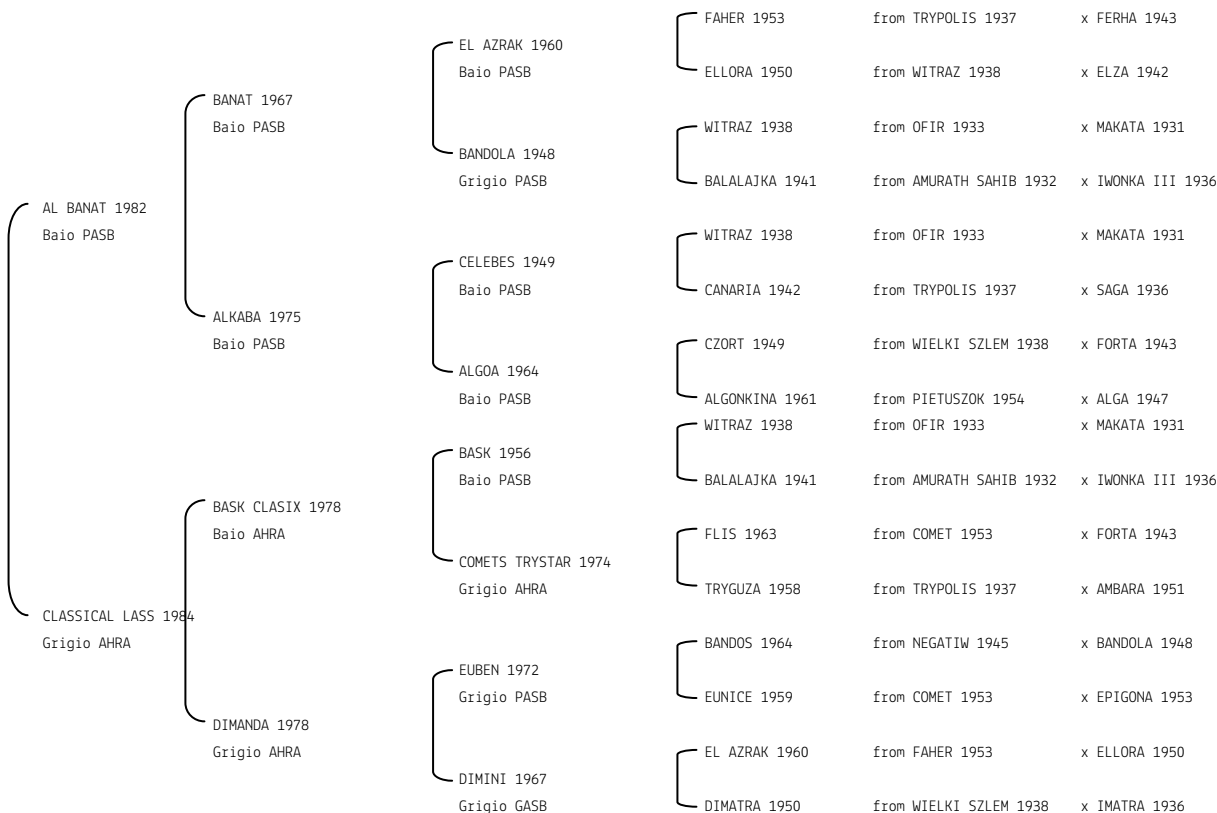 FAHER 1953 from TRYPOLIS 1937 x FERHA 1943
EL AZRAK 1960
Baio PASB
ELLORA 1950 from WITRAZ 1938 x ELZA 1942
BANAT 1967
Baio PASB
WITRAZ 1938 from OFIR 1933 x MAKATA 1931
BANDOLA 1948
Grigio PASB
BALALAJKA 1941 from AMURATH SAHIB 1932 x IWONKA III 1936
AL BANAT 1982
Baio PASB
WITRAZ 1938 from OFIR 1933 x MAKATA 1931
CELEBES 1949
Baio PASB
CANARIA 1942 from TRYPOLIS 1937 x SAGA 1936
ALKABA 1975
Baio PASB
CZORT 1949 from WIELKI SZLEM 1938 x FORTA 1943
ALGOA 1964
Baio PASB
ALGONKINA 1961 from PIETUSZOK 1954 x ALGA 1947
WITRAZ 1938 from OFIR 1933 x MAKATA 1931
BASK 1956
Baio PASB
BALALAJKA 1941 from AMURATH SAHIB 1932 x IWONKA III 1936
BASK CLASIX 1978
Baio AHRA
FLIS 1963 from COMET 1953 x FORTA 1943
COMETS TRYSTAR 1974
Grigio AHRA
TRYGUZA 1958 from TRYPOLIS 1937 x AMBARA 1951
CLASSICAL LASS 1984
Grigio AHRA
BANDOS 1964 from NEGATIW 1945 x BANDOLA 1948
EUBEN 1972
Grigio PASB
EUNICE 1959 from COMET 1953 x EPIGONA 1953
DIMANDA 1978
Grigio AHRA
EL AZRAK 1960 from FAHER 1953 x ELLORA 1950
DIMINI 1967
Grigio GASB
DIMATRA 1950 from WIELKI SZLEM 1938 x IMATRA 1936